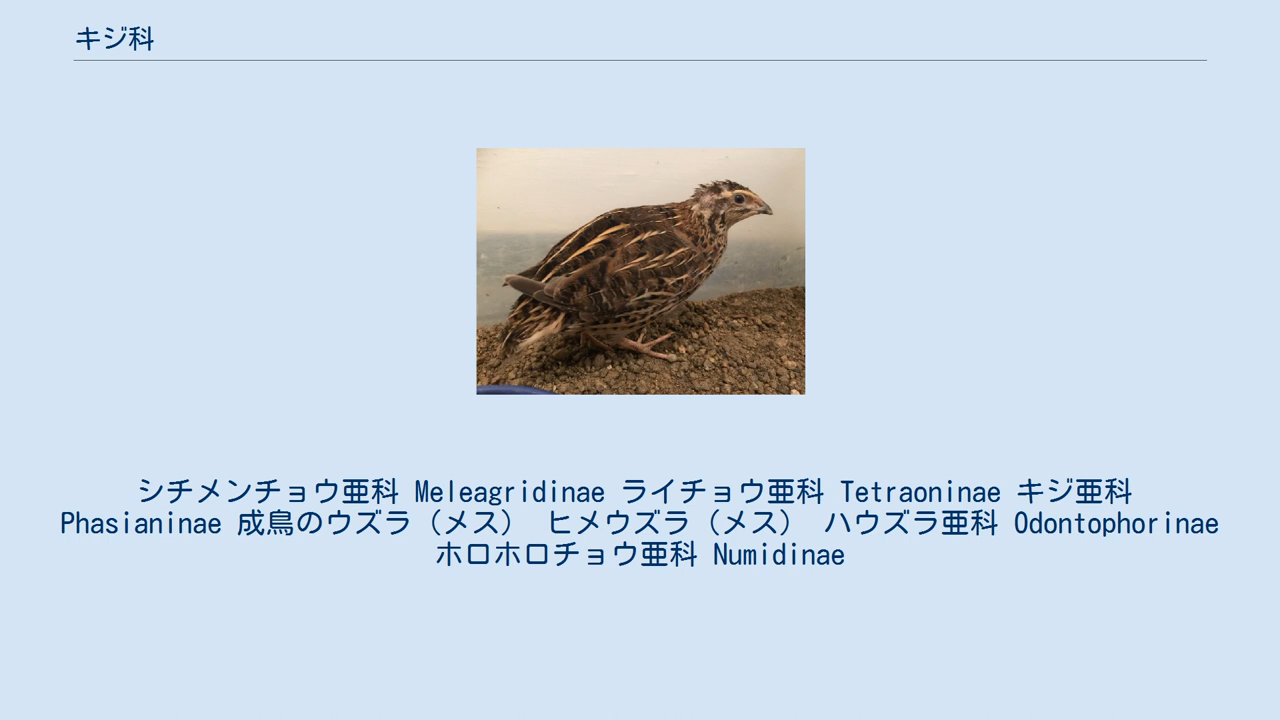 キジ科
シチメンチョウ亜科 Meleagridinae ライチョウ亜科 Tetraoninae キジ亜科
Phasianinae 成鳥のウズラ（メス） ヒメウズラ（メス） ハウズラ亜科 Odontophorinae
ホロホロチョウ亜科 Numidinae